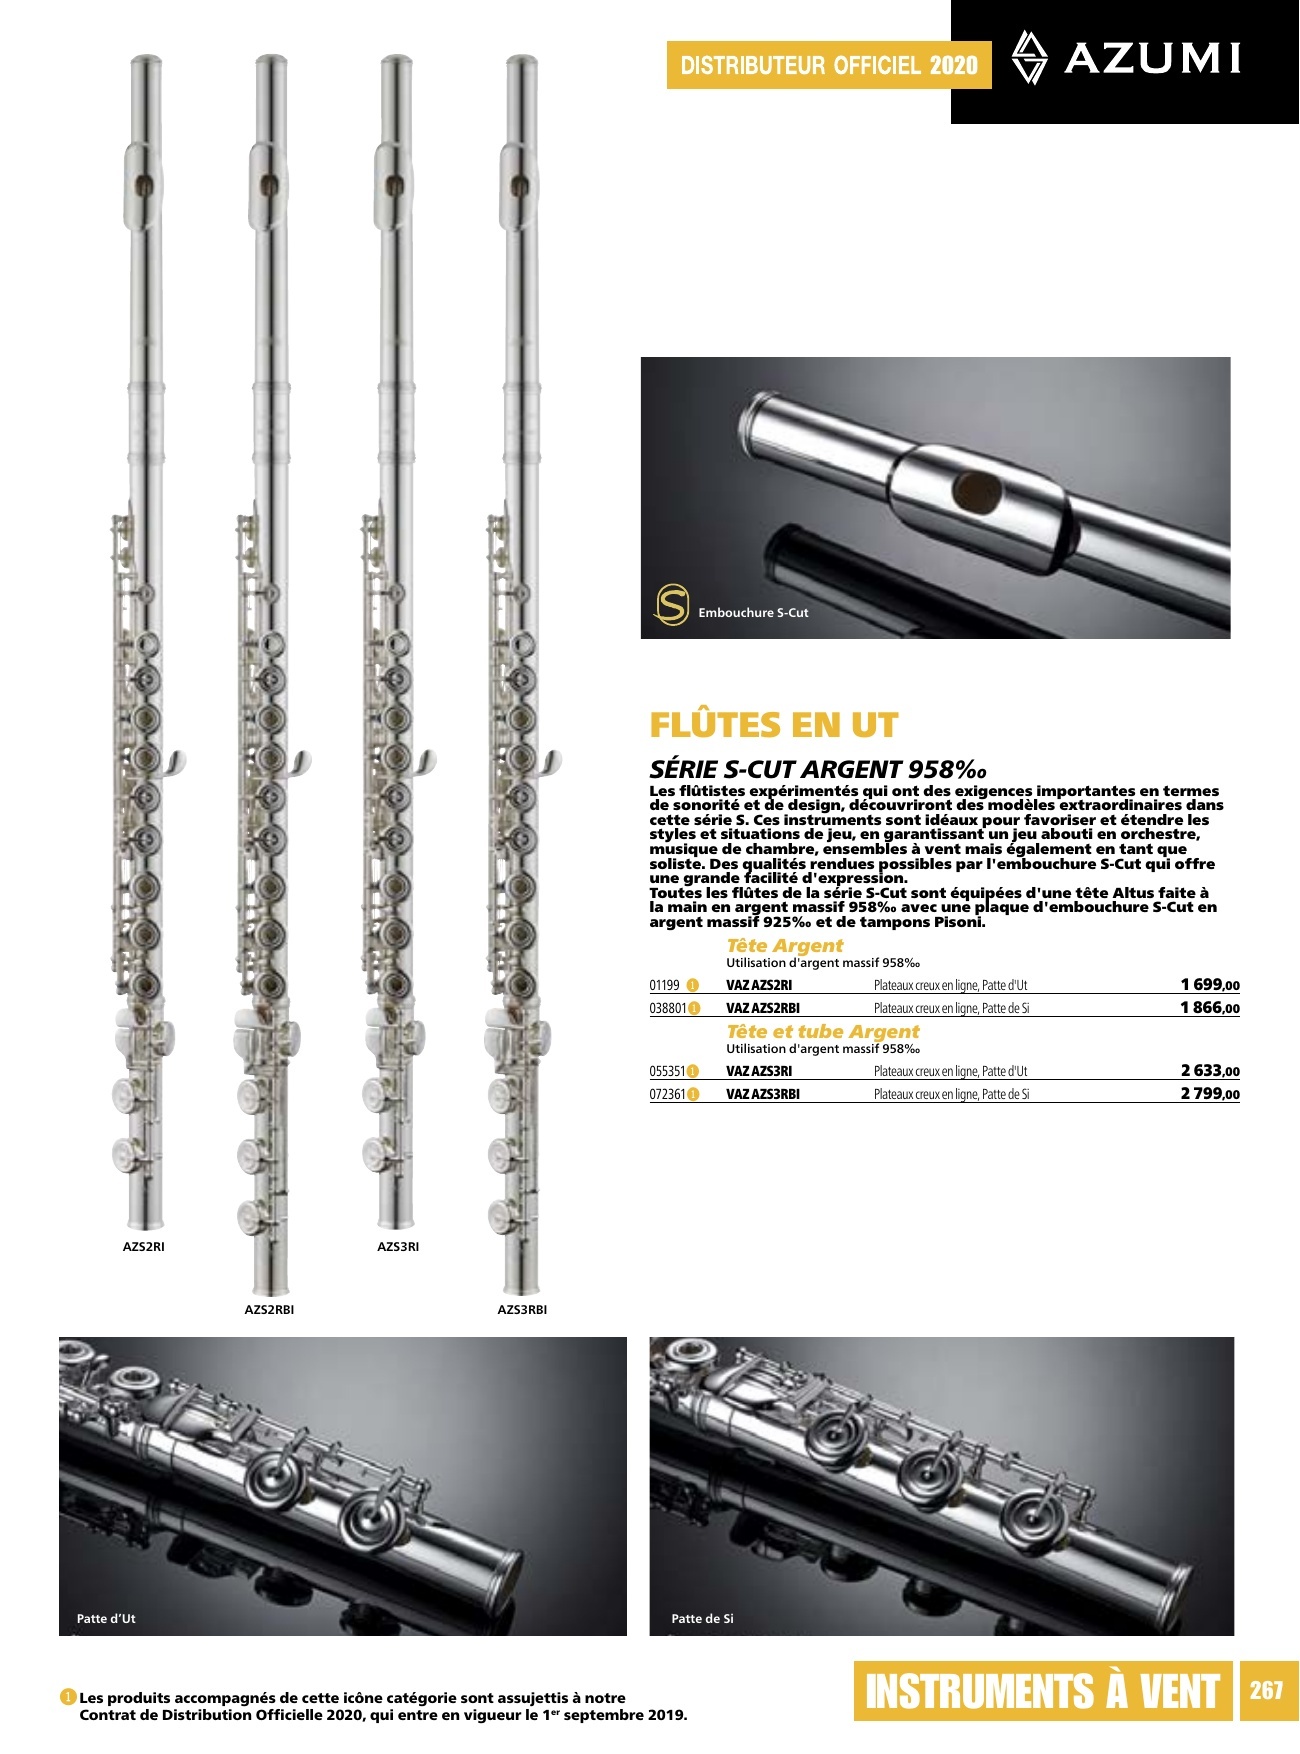 DISTRIBUTEUR OFFICIEL 2020
AZUMI
S Embouchure S-Cut
FLÛTES EN UT
SÉRIE S-CUT ARGENT 958‰
Les flûtistes expérimentés qui ont des exigences importantes en termes
de sonorité et de design, découvriront des modèles extraordinaires dans
cette série S. Ces instruments sont idéaux pour favoriser et étendre les
styles et situations de jeu, en garantissant un jeu abouti en orchestre,
musique de chambre, ensembles à vent mais également en tant que
soliste. Des qualités rendues possibles par l'embouchure S-Cut qui offre
une grande facilité d'expression.
Toutes les flûtes de la série S-Cut sont équipées d'une tête Altus faite à
la main en argent massif 958‰ avec une plaque d'embouchure S-Cut en
argent massif 925‰ et de tampons Pisoni.
Tête Argent
Utilisation d'argent massif 958‰
01199 1 VAZ AZS2RI Plateaux creux en ligne, Patte d'Ut 1 699,00
038801 1 VAZ AZS2RBI Plateaux creux en ligne, Patte de Si 1 866,00
Tête et tube Argent
Utilisation d'argent massif 958‰
055351 1 VAZ AZS3RI Plateaux creux en ligne, Patte d'Ut 2 633,00
072361 1 VAZ AZS3RBI Plateaux creux en ligne, Patte de Si 2 799,00
AZS2RI
AZS3RI
AZS2RBI
AZS3RBI
Patte d’Ut
Patte de Si
1 Les produits accompagnés de cette icône catégorie sont assujettis à notre
Contrat de Distribution Officielle 2020, qui entre en vigueur le 1er septembre 2019.
INSTRUMENTS À VENT 267